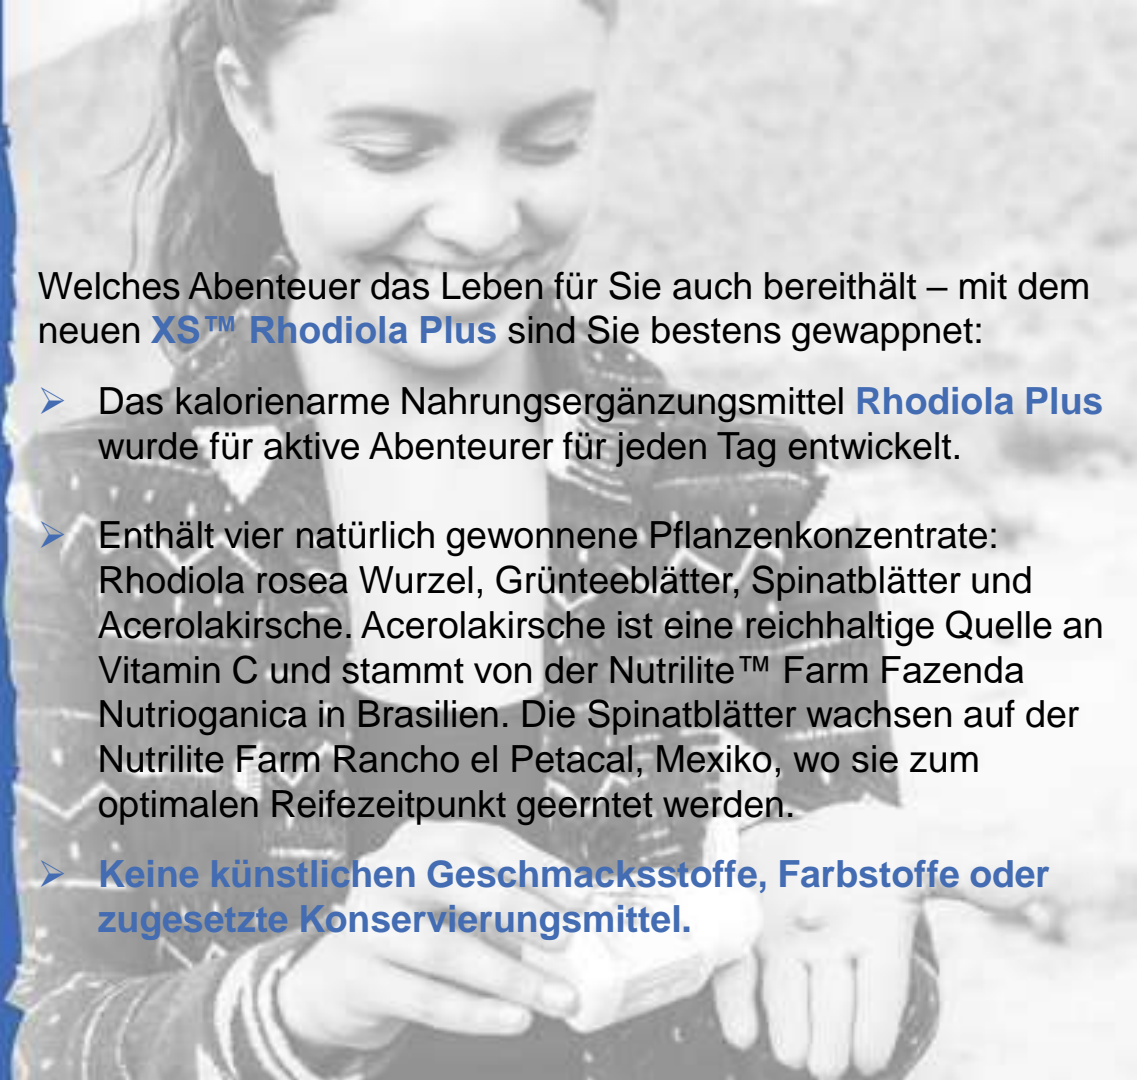 Welches Abenteuer das Leben für Sie auch bereithält – mit dem
neuen XS™ Rhodiola Plus sind Sie bestens gewappnet:
➢ Das kalorienarme Nahrungsergänzungsmittel Rhodiola Plus
wurde für aktive Abenteurer für jeden Tag entwickelt.
➢ Enthält vier natürlich gewonnene Pflanzenkonzentrate:
Rhodiola rosea Wurzel, Grünteeblätter, Spinatblätter und
Acerolakirsche. Acerolakirsche ist eine reichhaltige Quelle an
Vitamin C und stammt von der Nutrilite™ Farm Fazenda
Nutrioganica in Brasilien. Die Spinatblätter wachsen auf der
Nutrilite Farm Rancho el Petacal, Mexiko, wo sie zum
optimalen Reifezeitpunkt geerntet werden.
➢ Keine künstlichen Geschmacksstoffe, Farbstoffe oder
zugesetzte Konservierungsmittel.